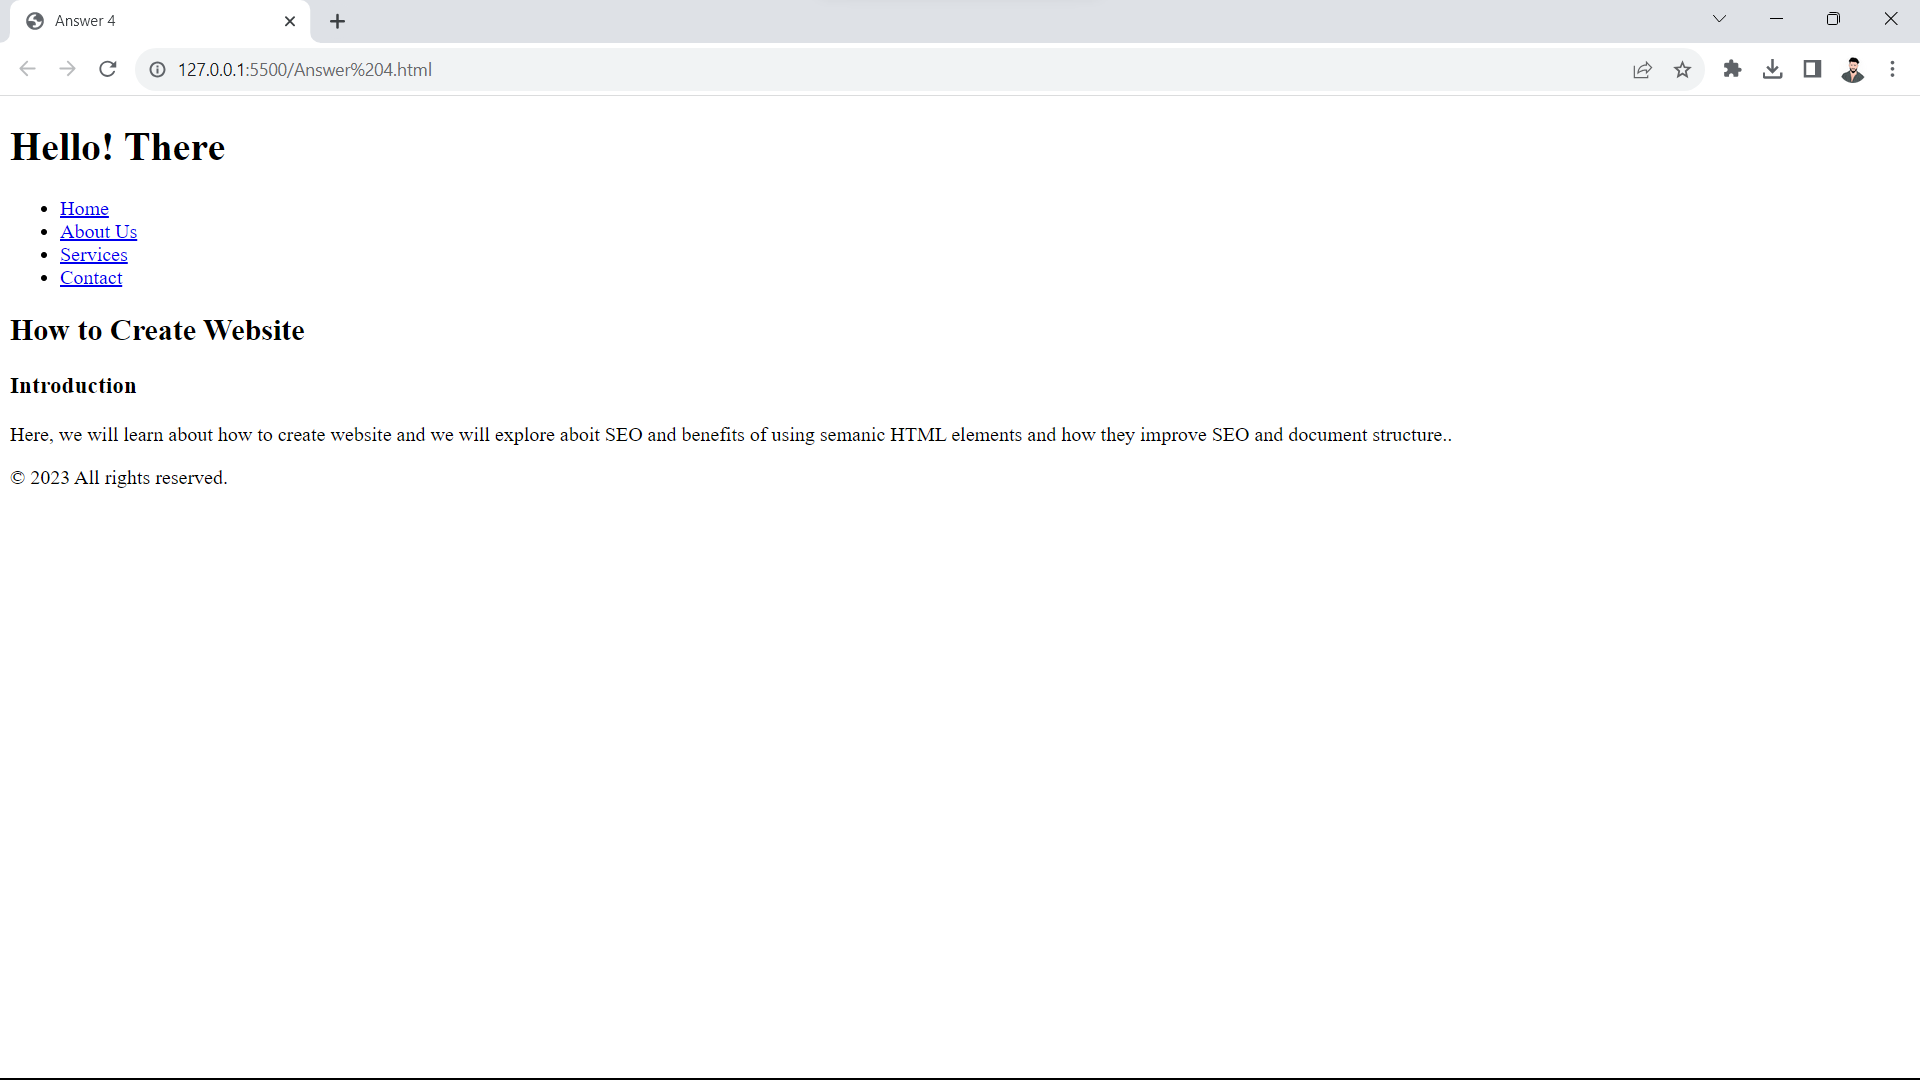 Answer 4
127.0.0.1:5500/Answer%204.html
Hello! There
Home
About Us
Services
Contact
How to Create Website
Introduction
Here, we will learn about how to create website and we will explore aboit SEO and benefits of using semanic HTML elements and how they improve SEO and document structure..
© 2023 All rights reserved.